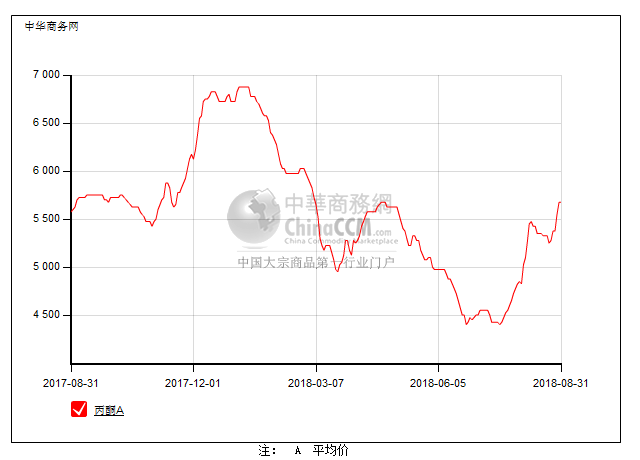 中华商务网
7 000
6 500
6 000
5 500
5 000
4 500
中華商務網
ChinaCCM.com
China Commodity Marketplace
中国大宗商品第一行业门户
2017-08-31 2017-12-01 2018-03-07 2018-06-05 2018-08-31
丙酮A
注： A 平均价